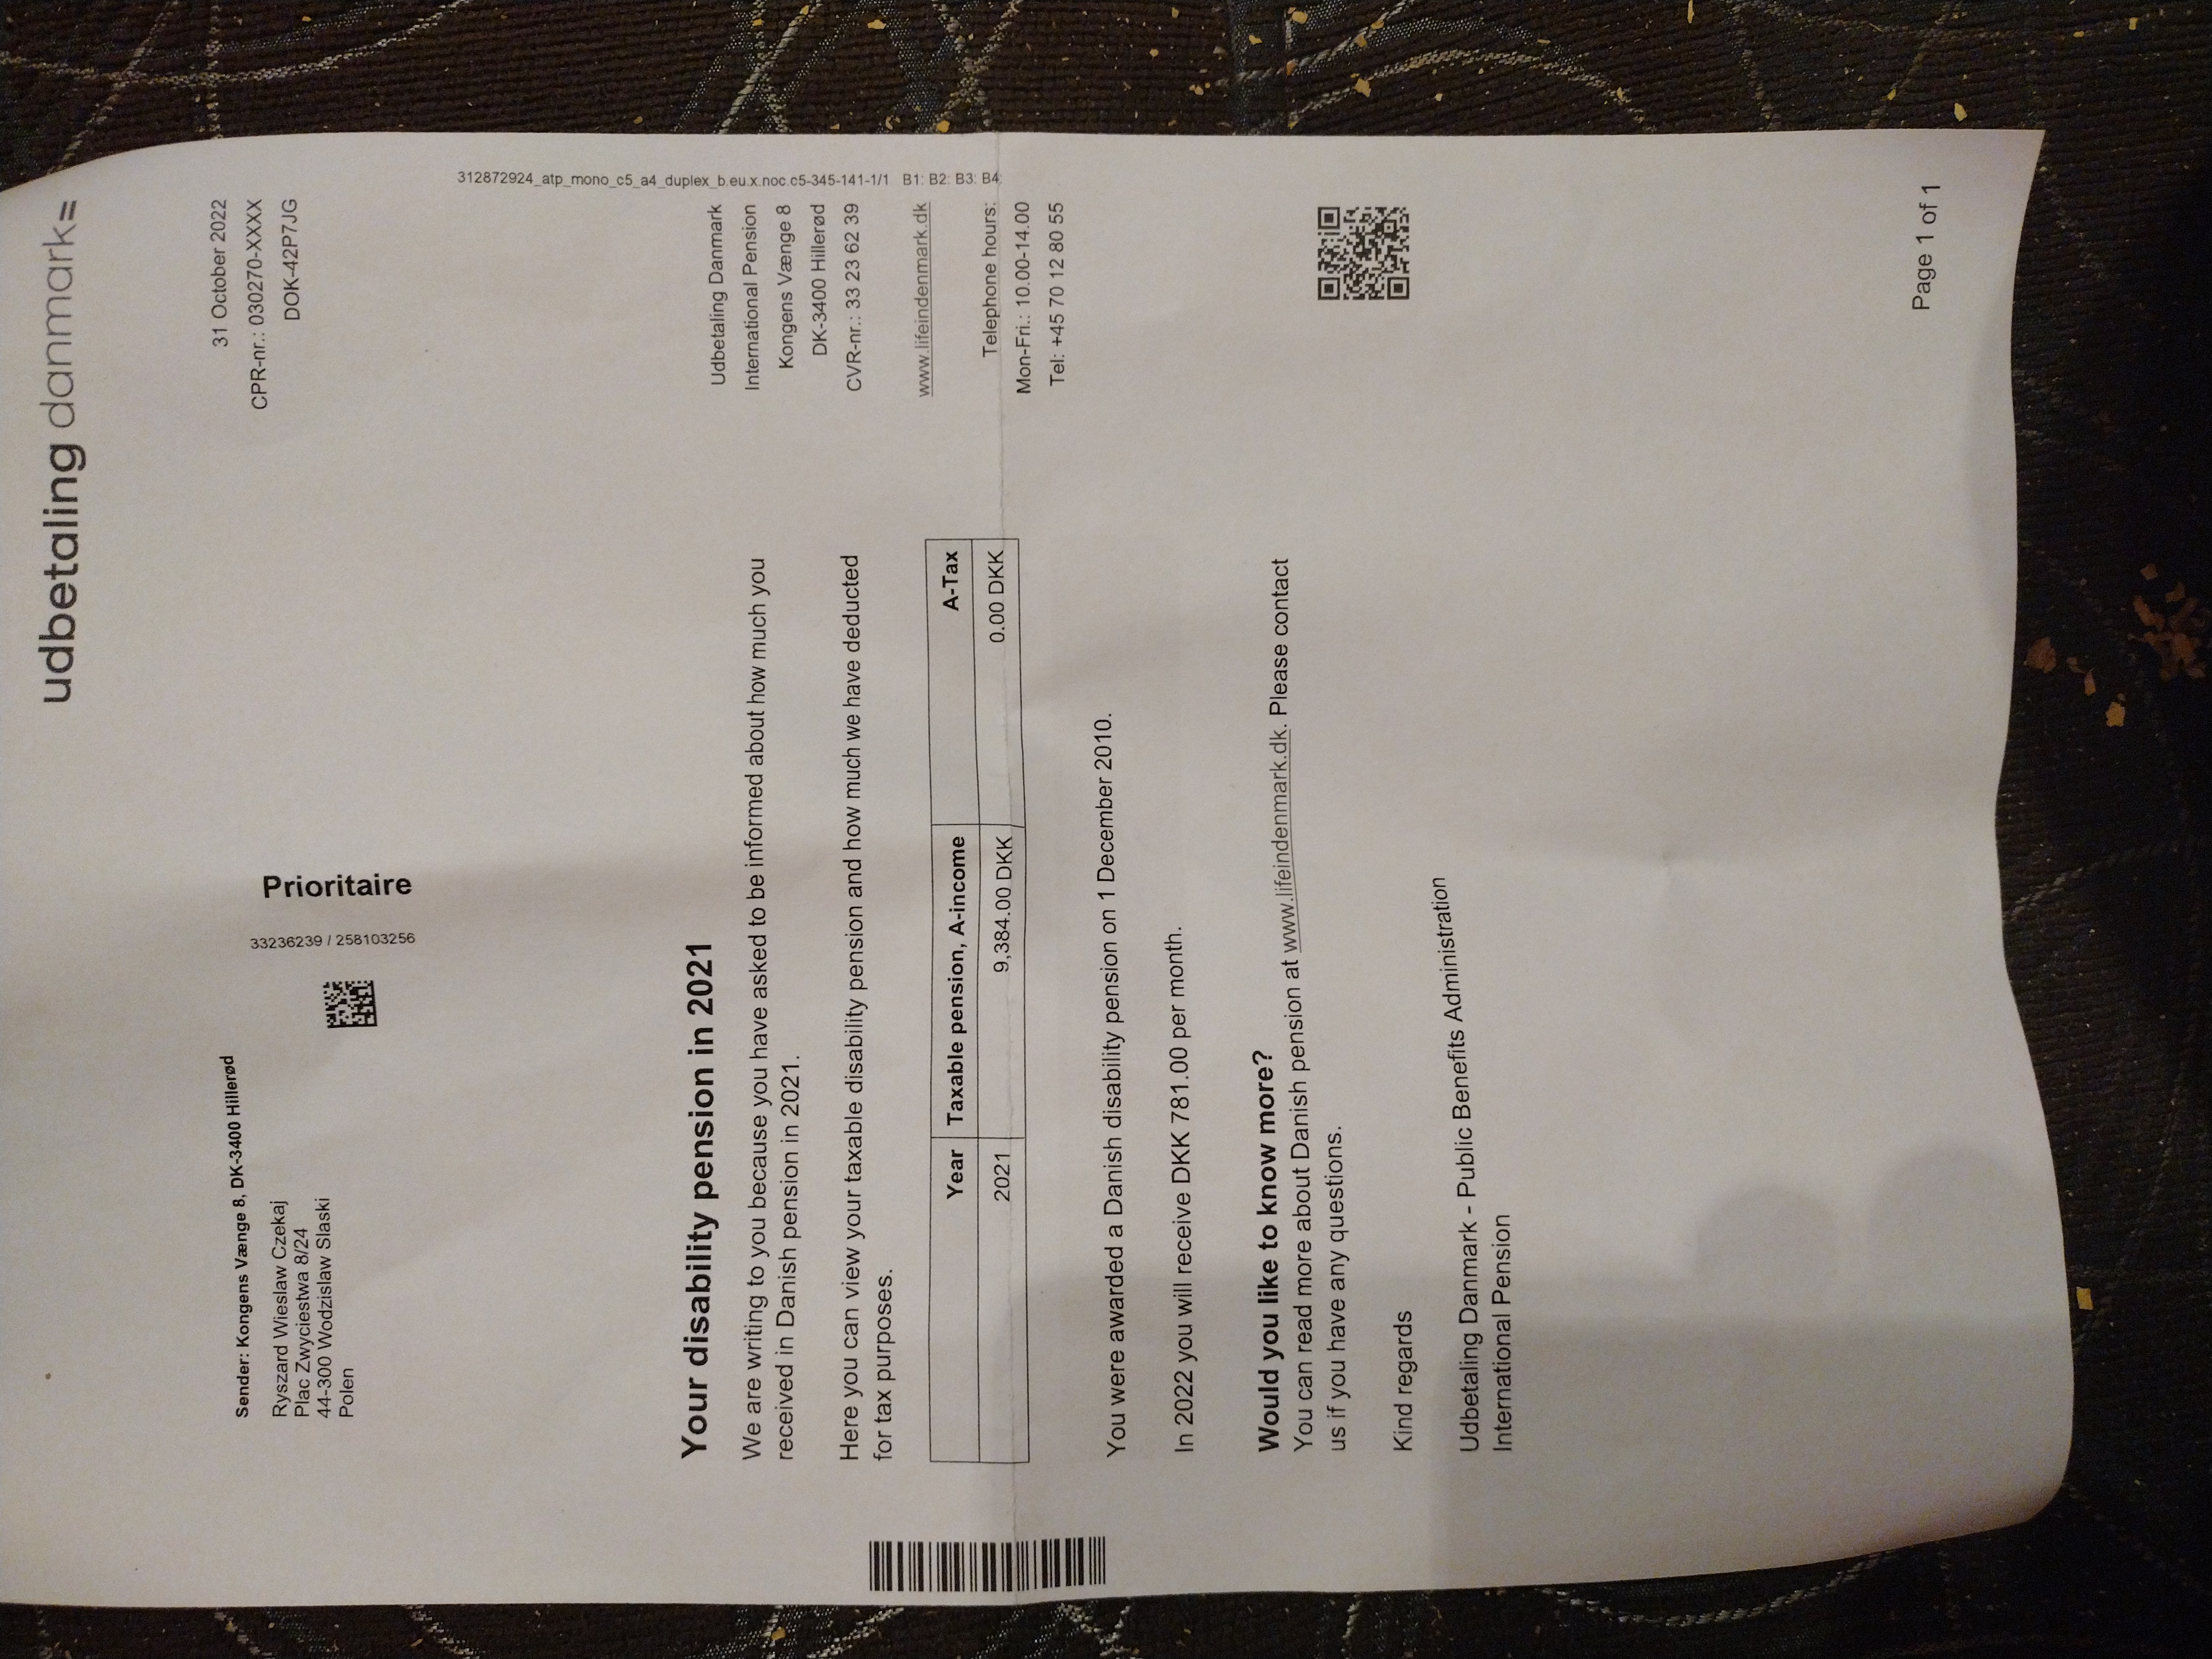 udbetaling danmark
Sender: Kongens Vænge 8, DK-3400 Hillerød
Ryszard Wieslaw Czekaj
Plac Zwyciestwa 8/24
44-300 Wodzislaw Slaski
Polen
33236239 / 258103256
Prioritaire
31 October 2022
CPR-nr.: 030270-XXXX
DOK-42P7JG
3128872924_atp_mono_c5_a4_duplex_b.eu.x.noc.c5-345-141-1/1 B1: B2: B3: B4:
Your disability pension in 2021
We are writing to you because you have asked to be informed about how much you
received in Danish pension in 2021.
Here you can view your taxable disability pension and how much we have deducted
for tax purposes.
Year Taxable pension, A-income A-Tax
2021 9,384.00 DKK 0.00 DKK
You were awarded a Danish disability pension on 1 December 2010.
In 2022 you will receive DKK 781.00 per month.
Would you like to know more?
You can read more about Danish pension at www.lifeindenmark.dk. Please contact
us if you have any questions.
Kind regards
Udbetaling Danmark - Public Benefits Administration
International Pension
Udbetaling Danmark
International Pension
Kongens Vænge 8
DK-3400 Hillerød
CVR-nr.: 33 23 62 39
www.lifeindenmark.dk
Telephone hours:
Mon-Fri.: 10.00-14.00
Tel: +45 70 12 80 55
Page 1 of 1